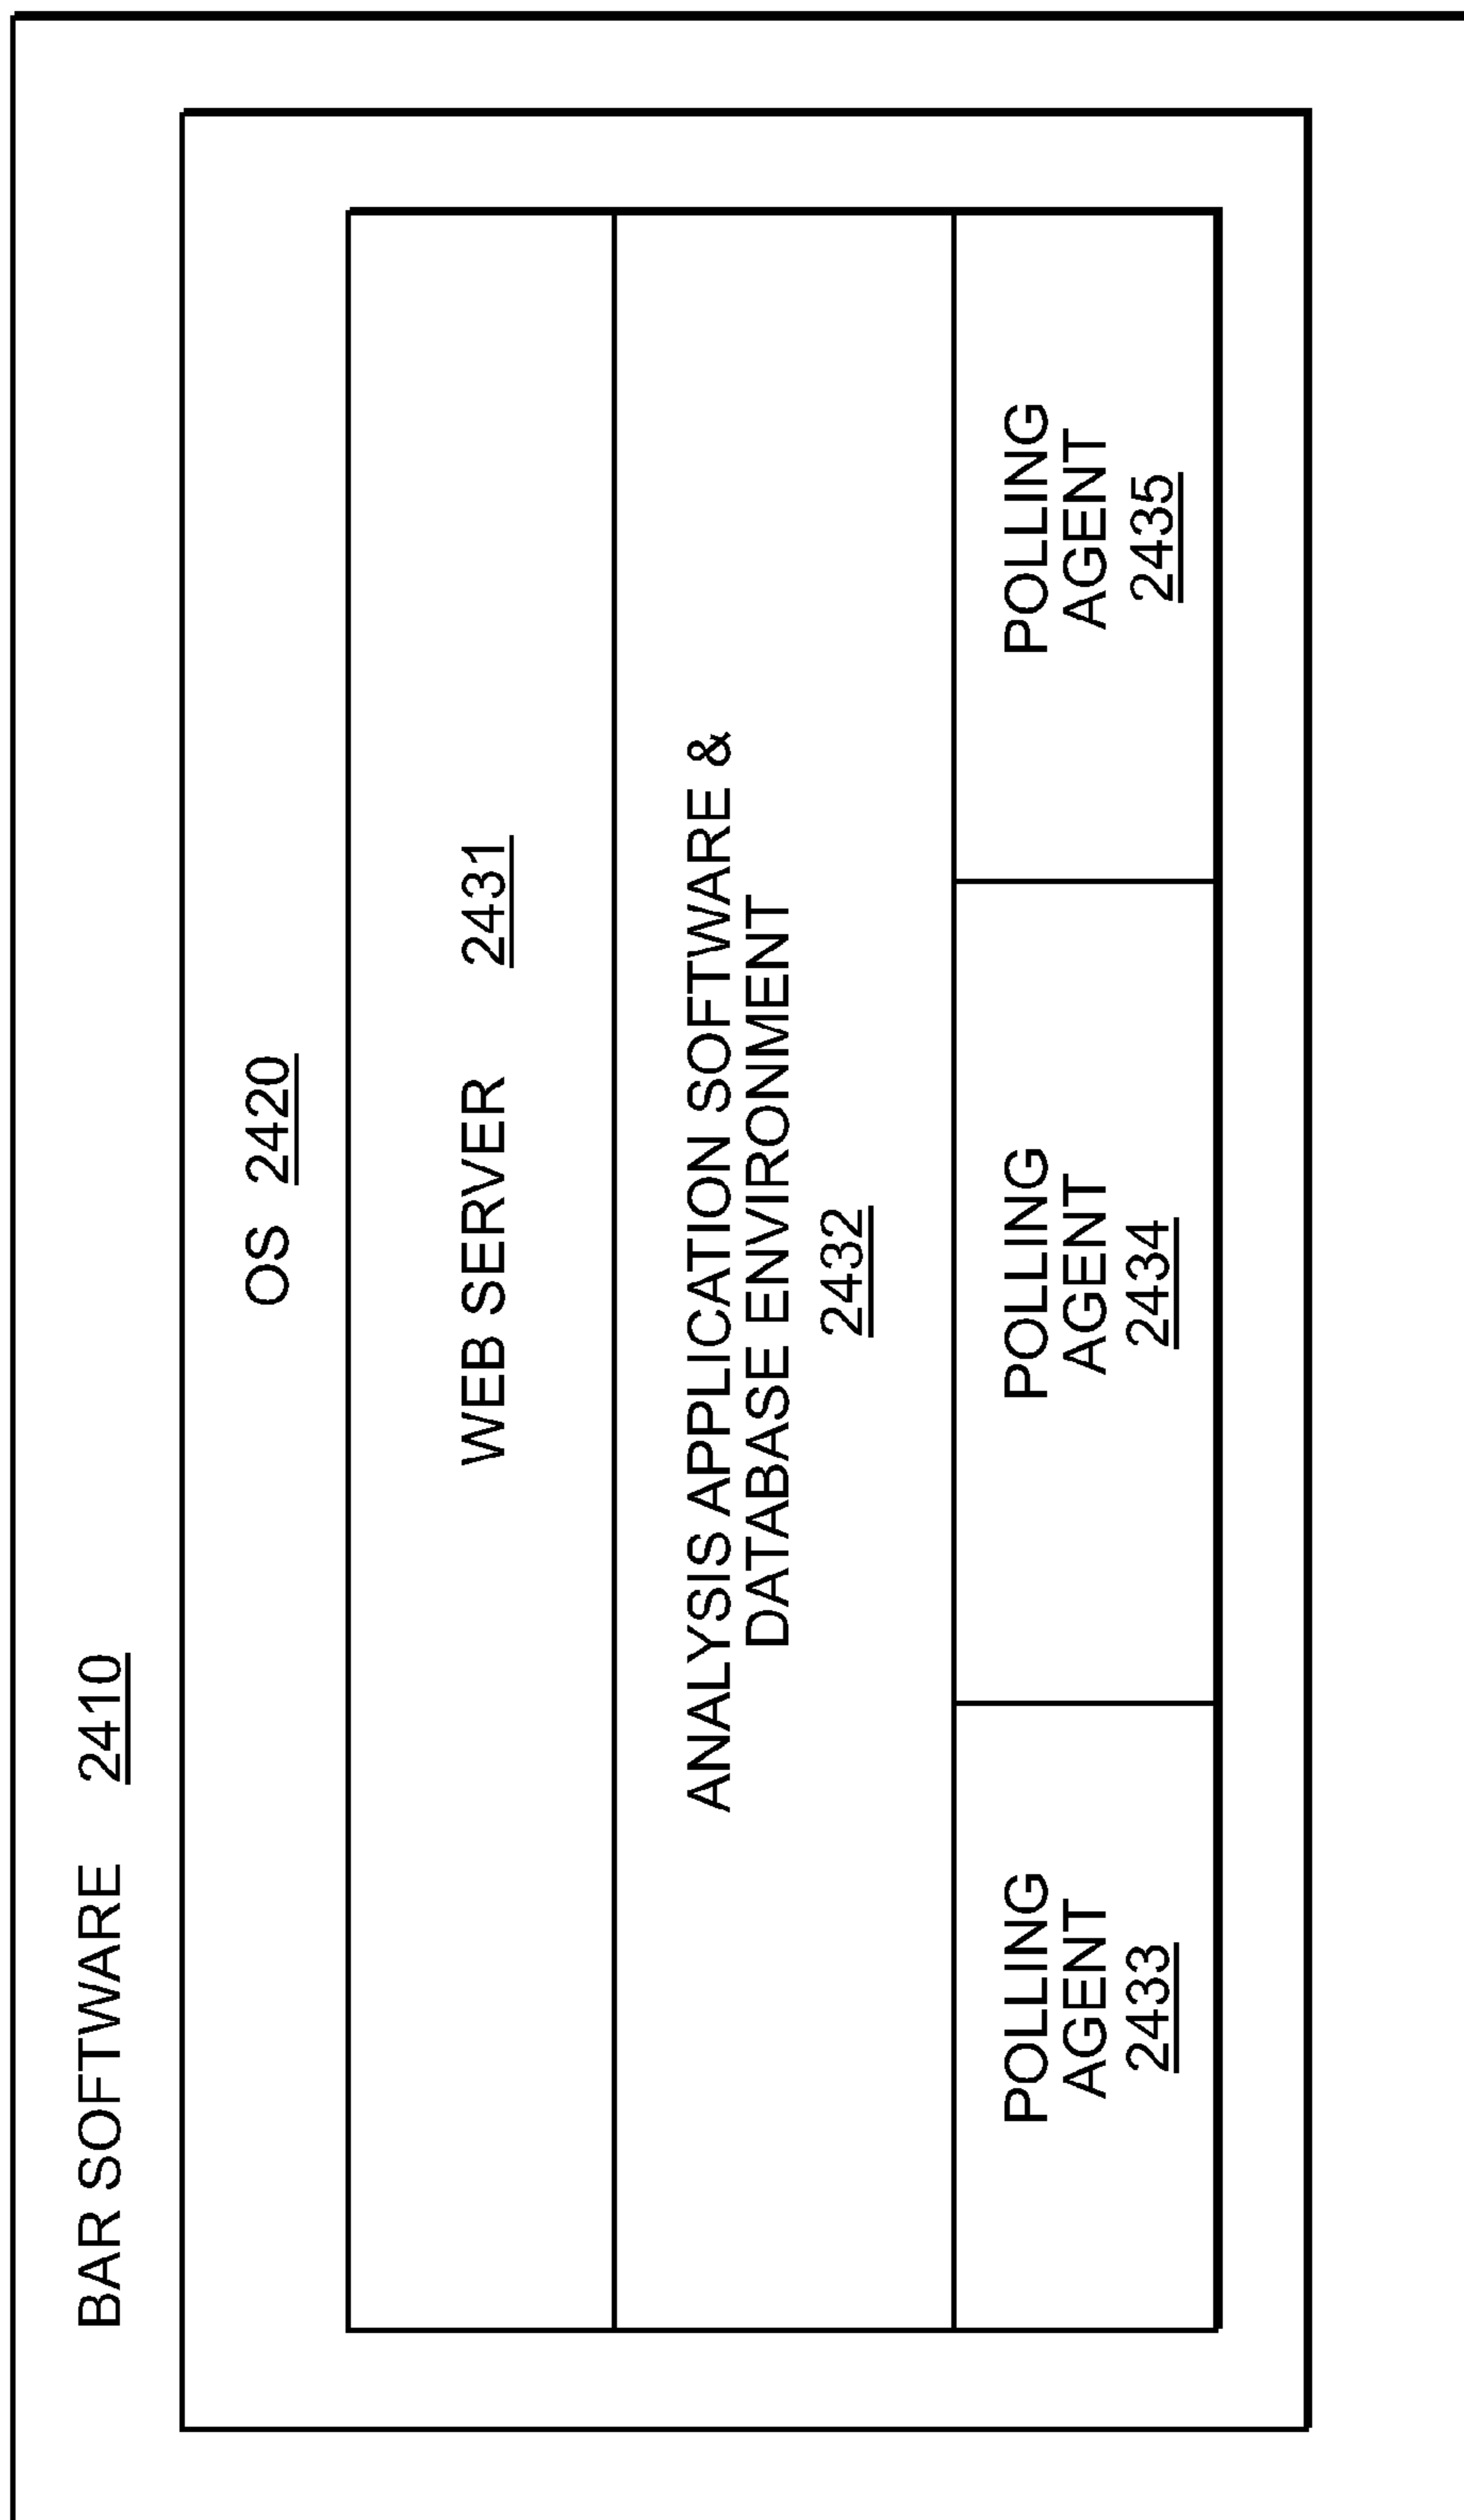 BAR SOFTWARE 2410
OS 2420
WEB SERVER 2431
ANALYSIS APPLICATION SOFTWARE &
DATABASE ENVIRONMENT
2432
POLLING
AGENT
2433
POLLING
AGENT
2434
POLLING
AGENT
2435